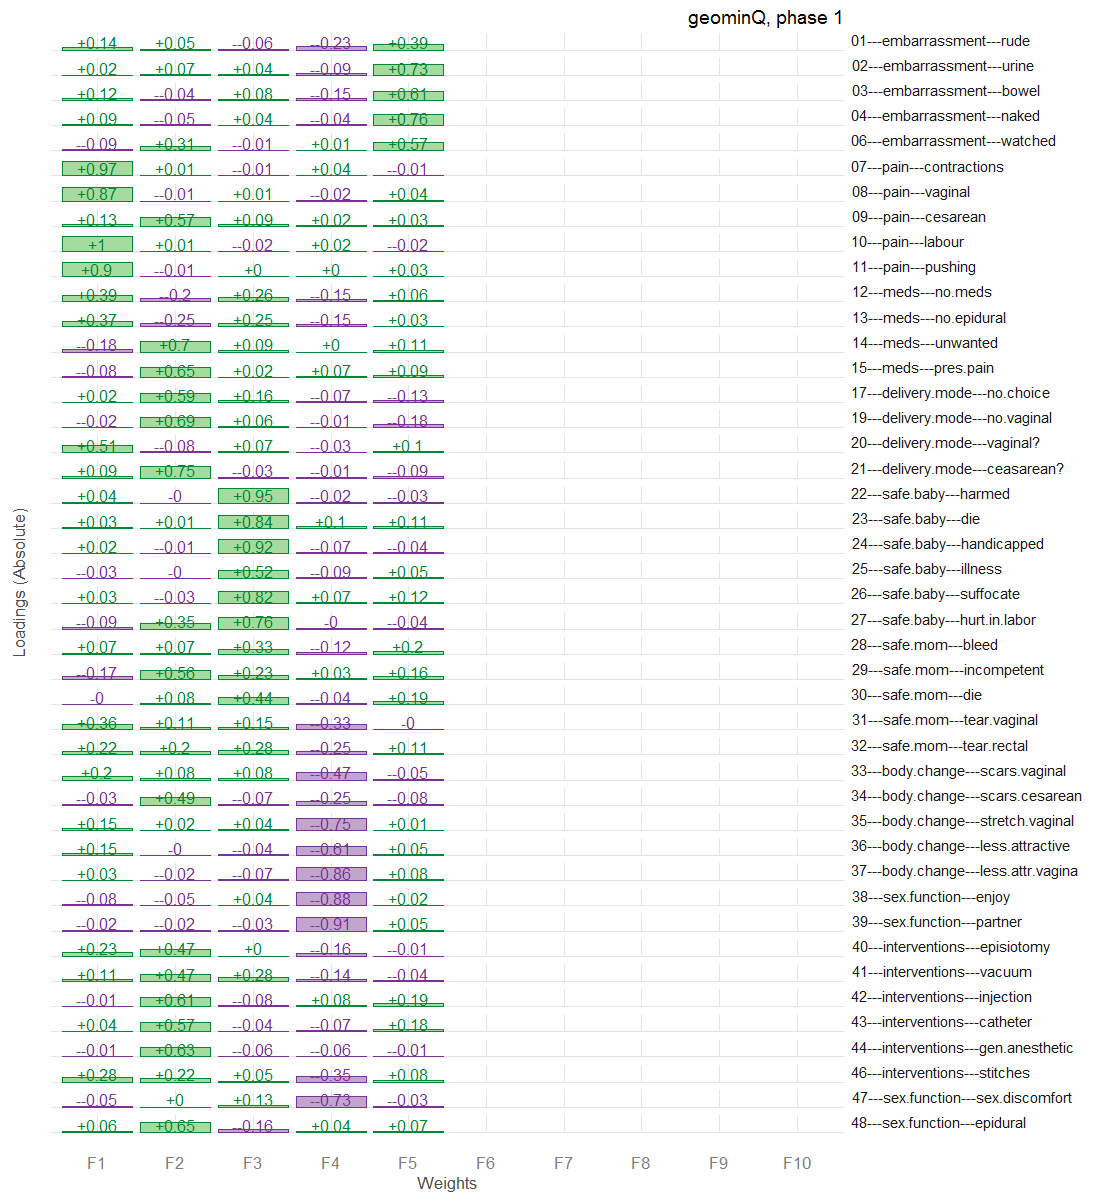 geominQ, phase 1
+0.14 +0.05 --0.06 --0.23 +0.39 01---embarrassment---rude
+0.02 +0.07 +0.04 --0.09 +0.73 02---embarrassment---urine
+0.12 --0.04 +0.08 --0.15 +0.61 03---embarrassment---bowel
+0.09 --0.05 +0.04 --0.04 +0.76 04---embarrassment---naked
--0.09 +0.31 --0.01 +0.01 +0.57 06---embarrassment---watched
+0.97 +0.01 --0.01 +0.04 --0.01 07---pain---contractions
+0.87 --0.01 +0.01 --0.02 +0.04 08---pain---vaginal
+0.13 +0.57 +0.09 +0.02 +0.03 09---pain---cesarean
+1 +0.01 --0.02 +0.02 --0.02 10---pain---labour
+0.9 --0.01 +0 +0 +0.03 11---pain---pushing
+0.39 --0.2 +0.26 --0.15 +0.06 12---meds---no.meds
+0.37 --0.25 +0.25 --0.15 +0.03 13---meds---no.epidural
--0.18 +0.7 +0.09 +0 +0.11 14---meds---unwanted
--0.08 +0.65 +0.02 +0.07 +0.09 15---meds---pres.pain
+0.02 +0.59 +0.16 --0.07 --0.13 17---delivery.mode---no.choice
--0.02 +0.69 +0.06 --0.01 --0.18 19---delivery.mode---no.vaginal
+0.51 --0.08 +0.07 --0.03 +0.1 20---delivery.mode---vaginal?
+0.09 +0.75 --0.03 --0.01 --0.09 21---delivery.mode---ceasarean?
+0.04 -0 +0.95 --0.02 --0.03 22---safe.baby---harmed
+0.03 +0.01 +0.84 +0.1 +0.11 23---safe.baby---die
+0.02 --0.01 +0.92 --0.07 --0.04 24---safe.baby---handicapped
--0.03 -0 +0.52 --0.09 +0.05 25---safe.baby---illness
+0.03 --0.03 +0.82 +0.07 +0.12 26---safe.baby---suffocate
--0.09 +0.35 +0.76 -0 --0.04 27---safe.baby---hurt.in.labor
+0.07 +0.07 +0.33 --0.12 +0.2 28---safe.mom---bleed
--0.17 +0.56 +0.23 +0.03 +0.16 29---safe.mom---incompetent
-0 +0.08 +0.44 --0.04 +0.19 30---safe.mom---die
+0.36 +0.11 +0.15 --0.33 -0 31---safe.mom---tear.vaginal
+0.22 +0.2 +0.28 --0.25 +0.11 32---safe.mom---tear.rectal
+0.2 +0.08 +0.08 --0.47 --0.05 33---body.change---scars.vaginal
--0.03 +0.49 --0.07 --0.25 --0.08 34---body.change---scars.cesarean
+0.15 +0.02 +0.04 --0.75 +0.01 35---body.change---stretch.vaginal
+0.15 -0 --0.04 --0.61 +0.05 36---body.change---less.attractive
+0.03 --0.02 --0.07 --0.86 +0.08 37---body.change---less.attr.vagina
--0.08 --0.05 +0.04 --0.88 +0.02 38---sex.function---enjoy
--0.02 --0.02 --0.03 --0.91 +0.05 39---sex.function---partner
+0.23 +0.47 +0 --0.16 --0.01 40---interventions---episiotomy
+0.11 +0.47 +0.28 --0.14 --0.04 41---interventions---vacuum
--0.01 +0.61 --0.08 +0.08 +0.19 42---interventions---injection
+0.04 +0.57 --0.04 --0.07 +0.18 43---interventions---catheter
--0.01 +0.63 --0.06 --0.06 --0.01 44---interventions---gen.anesthetic
+0.28 +0.22 +0.05 --0.35 +0.08 46---interventions---stitches
--0.05 +0 +0.13 --0.73 --0.03 47---sex.function---sex.discomfort
+0.06 +0.65 --0.16 +0.04 +0.07 48---sex.function---epidural
Loadings (Absolute)
F1 F2 F3 F4 F5 F6 F7 F8 F9 F10
Weights